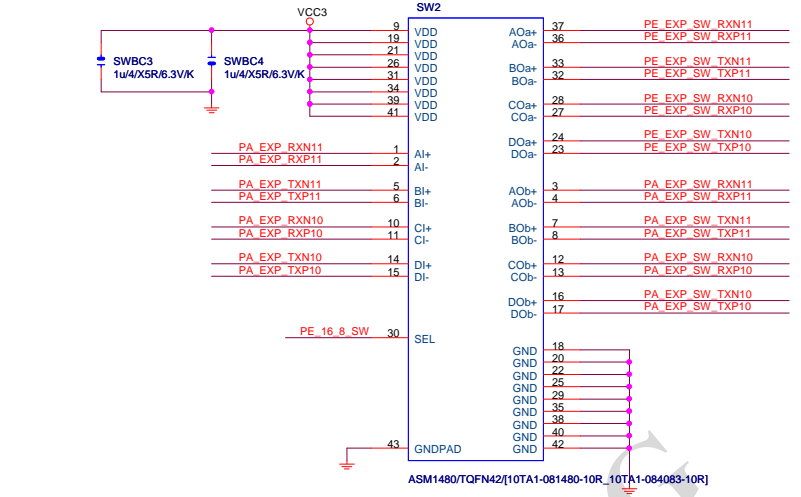 SW2
VCC3
SWBC3
1u/4/X5R/6.3V/K
SWBC4
1u/4/X5R/6.3V/K
9 VDD
19 VDD
21 VDD
26 VDD
31 VDD
34 VDD
39 VDD
41 VDD
PA_EXP_RXN11 1 AI+
PA_EXP_RXP11 2 AI-
PA_EXP_TXN11 5 BI+
PA_EXP_TXP11 6 BI-
PA_EXP_RXN10 10 CI+
PA_EXP_RXP10 11 CI-
PA_EXP_TXN10 14 DI+
PA_EXP_TXP10 15 DI-
PE_16_8_SW 30 SEL
43 GNDPAD
AOa+ 37 PE_EXP_SW_RXN11
AOa- 36 PE_EXP_SW_RXP11
BOa+ 33 PE_EXP_SW_TXN11
BOa- 32 PE_EXP_SW_TXP11
COa+ 28 PE_EXP_SW_RXN10
COa- 27 PE_EXP_SW_RXP10
DOa+ 24 PE_EXP_SW_TXN10
DOa- 23 PE_EXP_SW_TXP10
AOb+ 3 PA_EXP_SW_RXN11
AOb- 4 PA_EXP_SW_RXP11
BOb+ 7 PA_EXP_SW_TXN11
BOb- 8 PA_EXP_SW_TXP11
COb+ 12 PA_EXP_SW_RXN10
COb- 13 PA_EXP_SW_RXP10
DOb+ 16 PA_EXP_SW_TXN10
DOb- 17 PA_EXP_SW_TXP10
GND 18
GND 20
GND 22
GND 25
GND 29
GND 35
GND 38
GND 40
GND 42
ASM1480/TQFN42/[10TA1-081480-10R_10TA1-084083-10R]